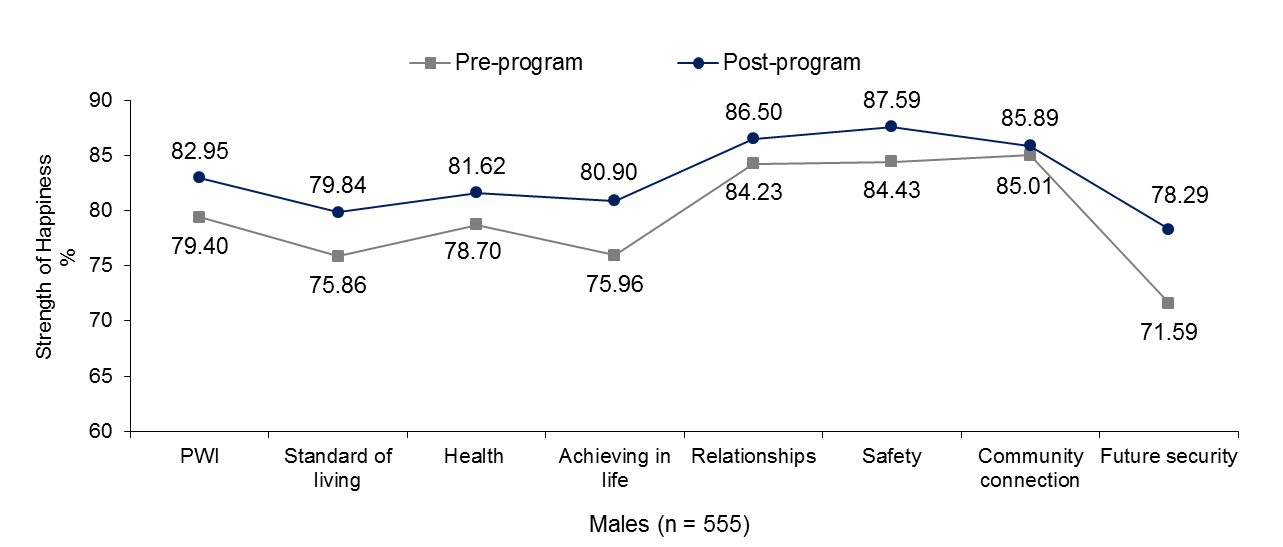 Pre-program
Post-program
Strength of Happiness
%
90
85
80
75
70
65
60
82.95
79.84
81.62
80.90
86.50
87.59
85.89
78.29
79.40
75.86
78.70
75.96
84.23
84.43
85.01
71.59
PWI
Standard of
living
Health
Achieving in
life
Relationships
Safety
Community
connection
Future security
Males (n = 555)